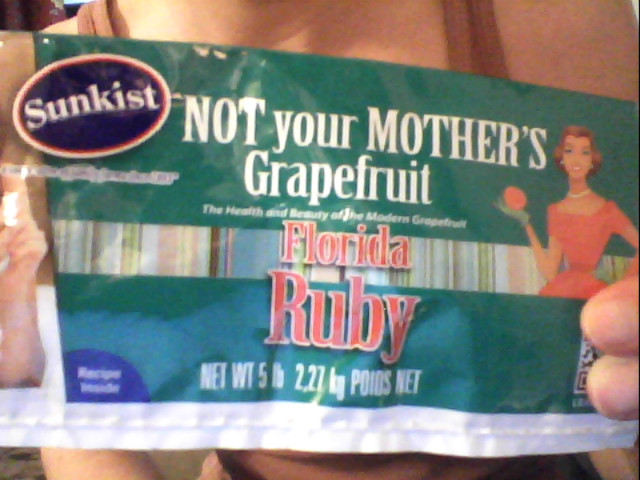 Sunkist
NOT your MOTHER'S
Grapefruit
The Health and Beauty of the Modern Grapefruit
Florida
Ruby
Recipe
Inside
NET WT 5 lb 2,27 kg POIDS NET